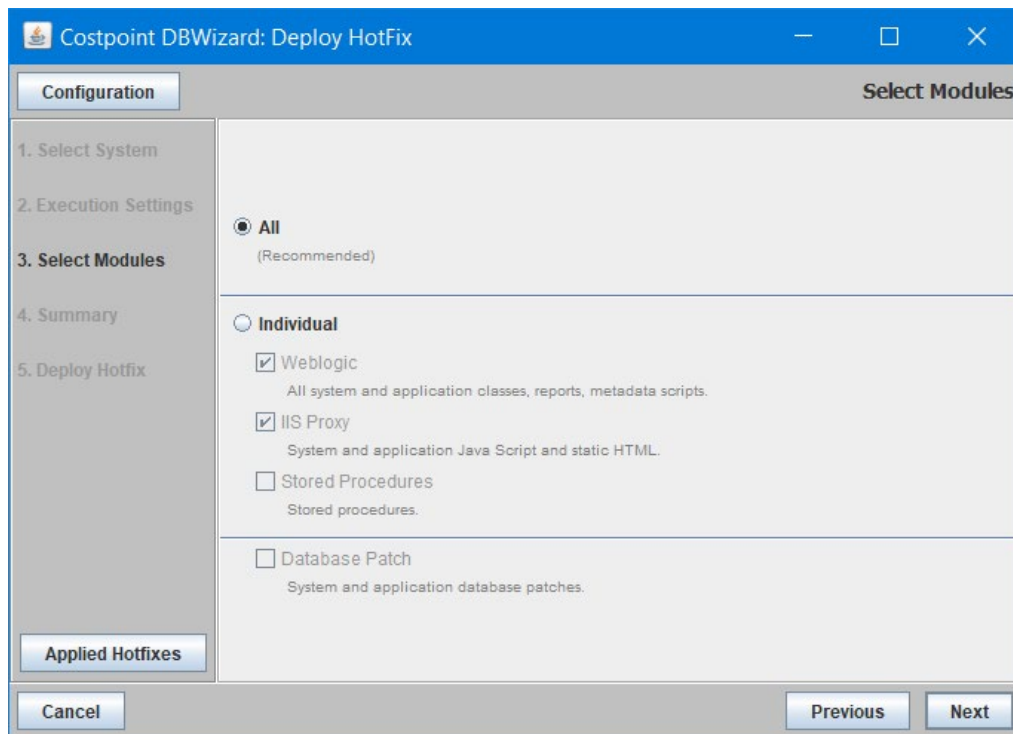 Costpoint DBWizard: Deploy HotFix
Configuration
Select Modules
1. Select System
2. Execution Settings
3. Select Modules
4. Summary
5. Deploy Hotfix
All
(Recommended)
Individual
Weblogic
All system and application classes, reports, metadata scripts.
IIS Proxy
System and application Java Script and static HTML.
Stored Procedures
Stored procedures.
Database Patch
System and application database patches.
Applied Hotfixes
Cancel
Previous
Next